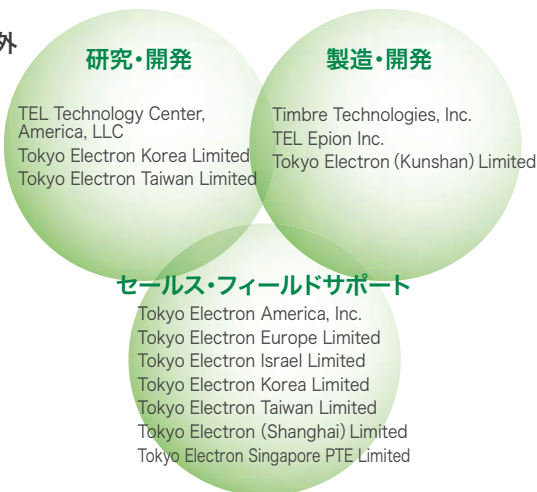 外
研究・開発
TEL Technology Center,
America, LLC
Tokyo Electron Korea Limited
Tokyo Electron Taiwan Limited
製造・開発
Timbre Technologies, Inc.
TEL Epion Inc.
Tokyo Electron (Kunshan) Limited
セールス・フィールドサポート
Tokyo Electron America, Inc.
Tokyo Electron Europe Limited
Tokyo Electron Israel Limited
Tokyo Electron Korea Limited
Tokyo Electron Taiwan Limited
Tokyo Electron (Shanghai) Limited
Tokyo Electron Singapore PTE Limited